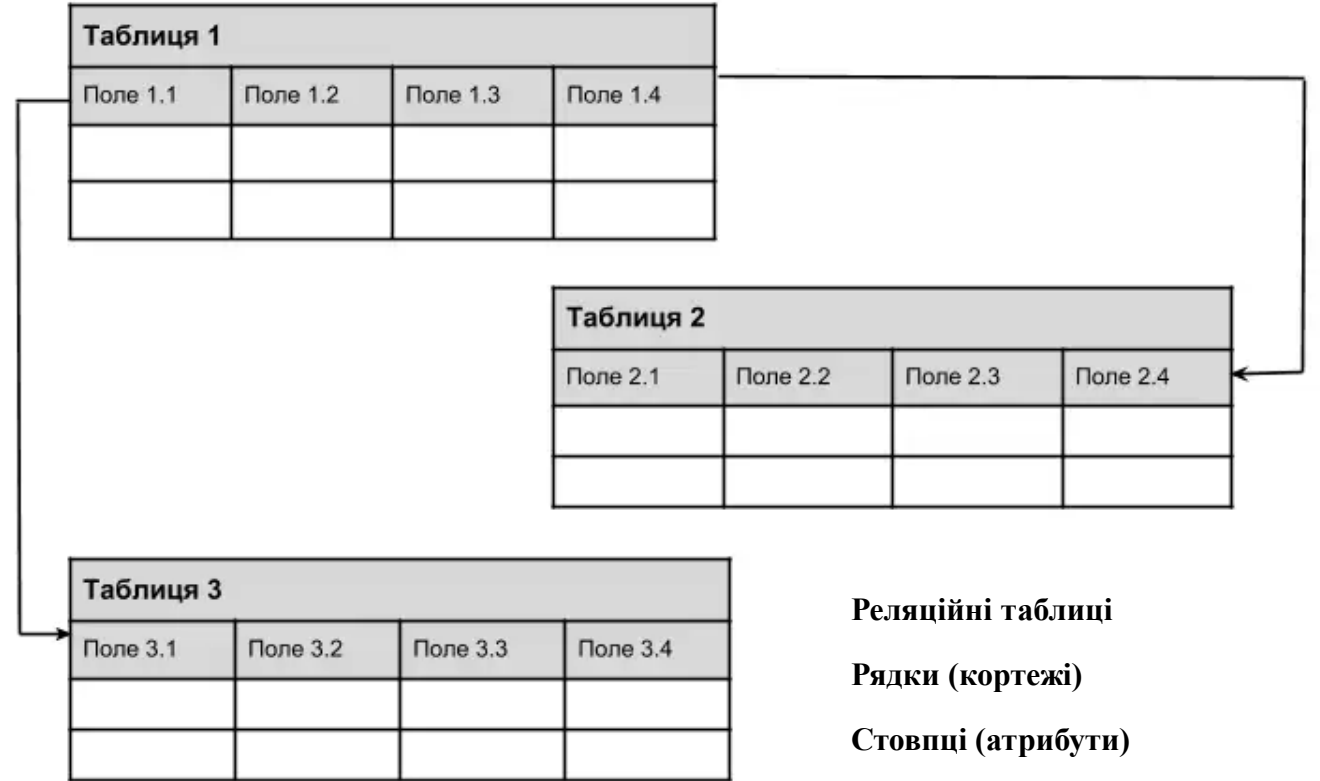 Таблиця 1
Поле 1.1 Поле 1.2 Поле 1.3 Поле 1.4
Таблиця 2
Поле 2.1 Поле 2.2 Поле 2.3 Поле 2.4
Таблиця 3
Поле 3.1 Поле 3.2 Поле 3.3 Поле 3.4
Реляційні таблиці
Рядки (кортежі)
Стовпці (атрибути)